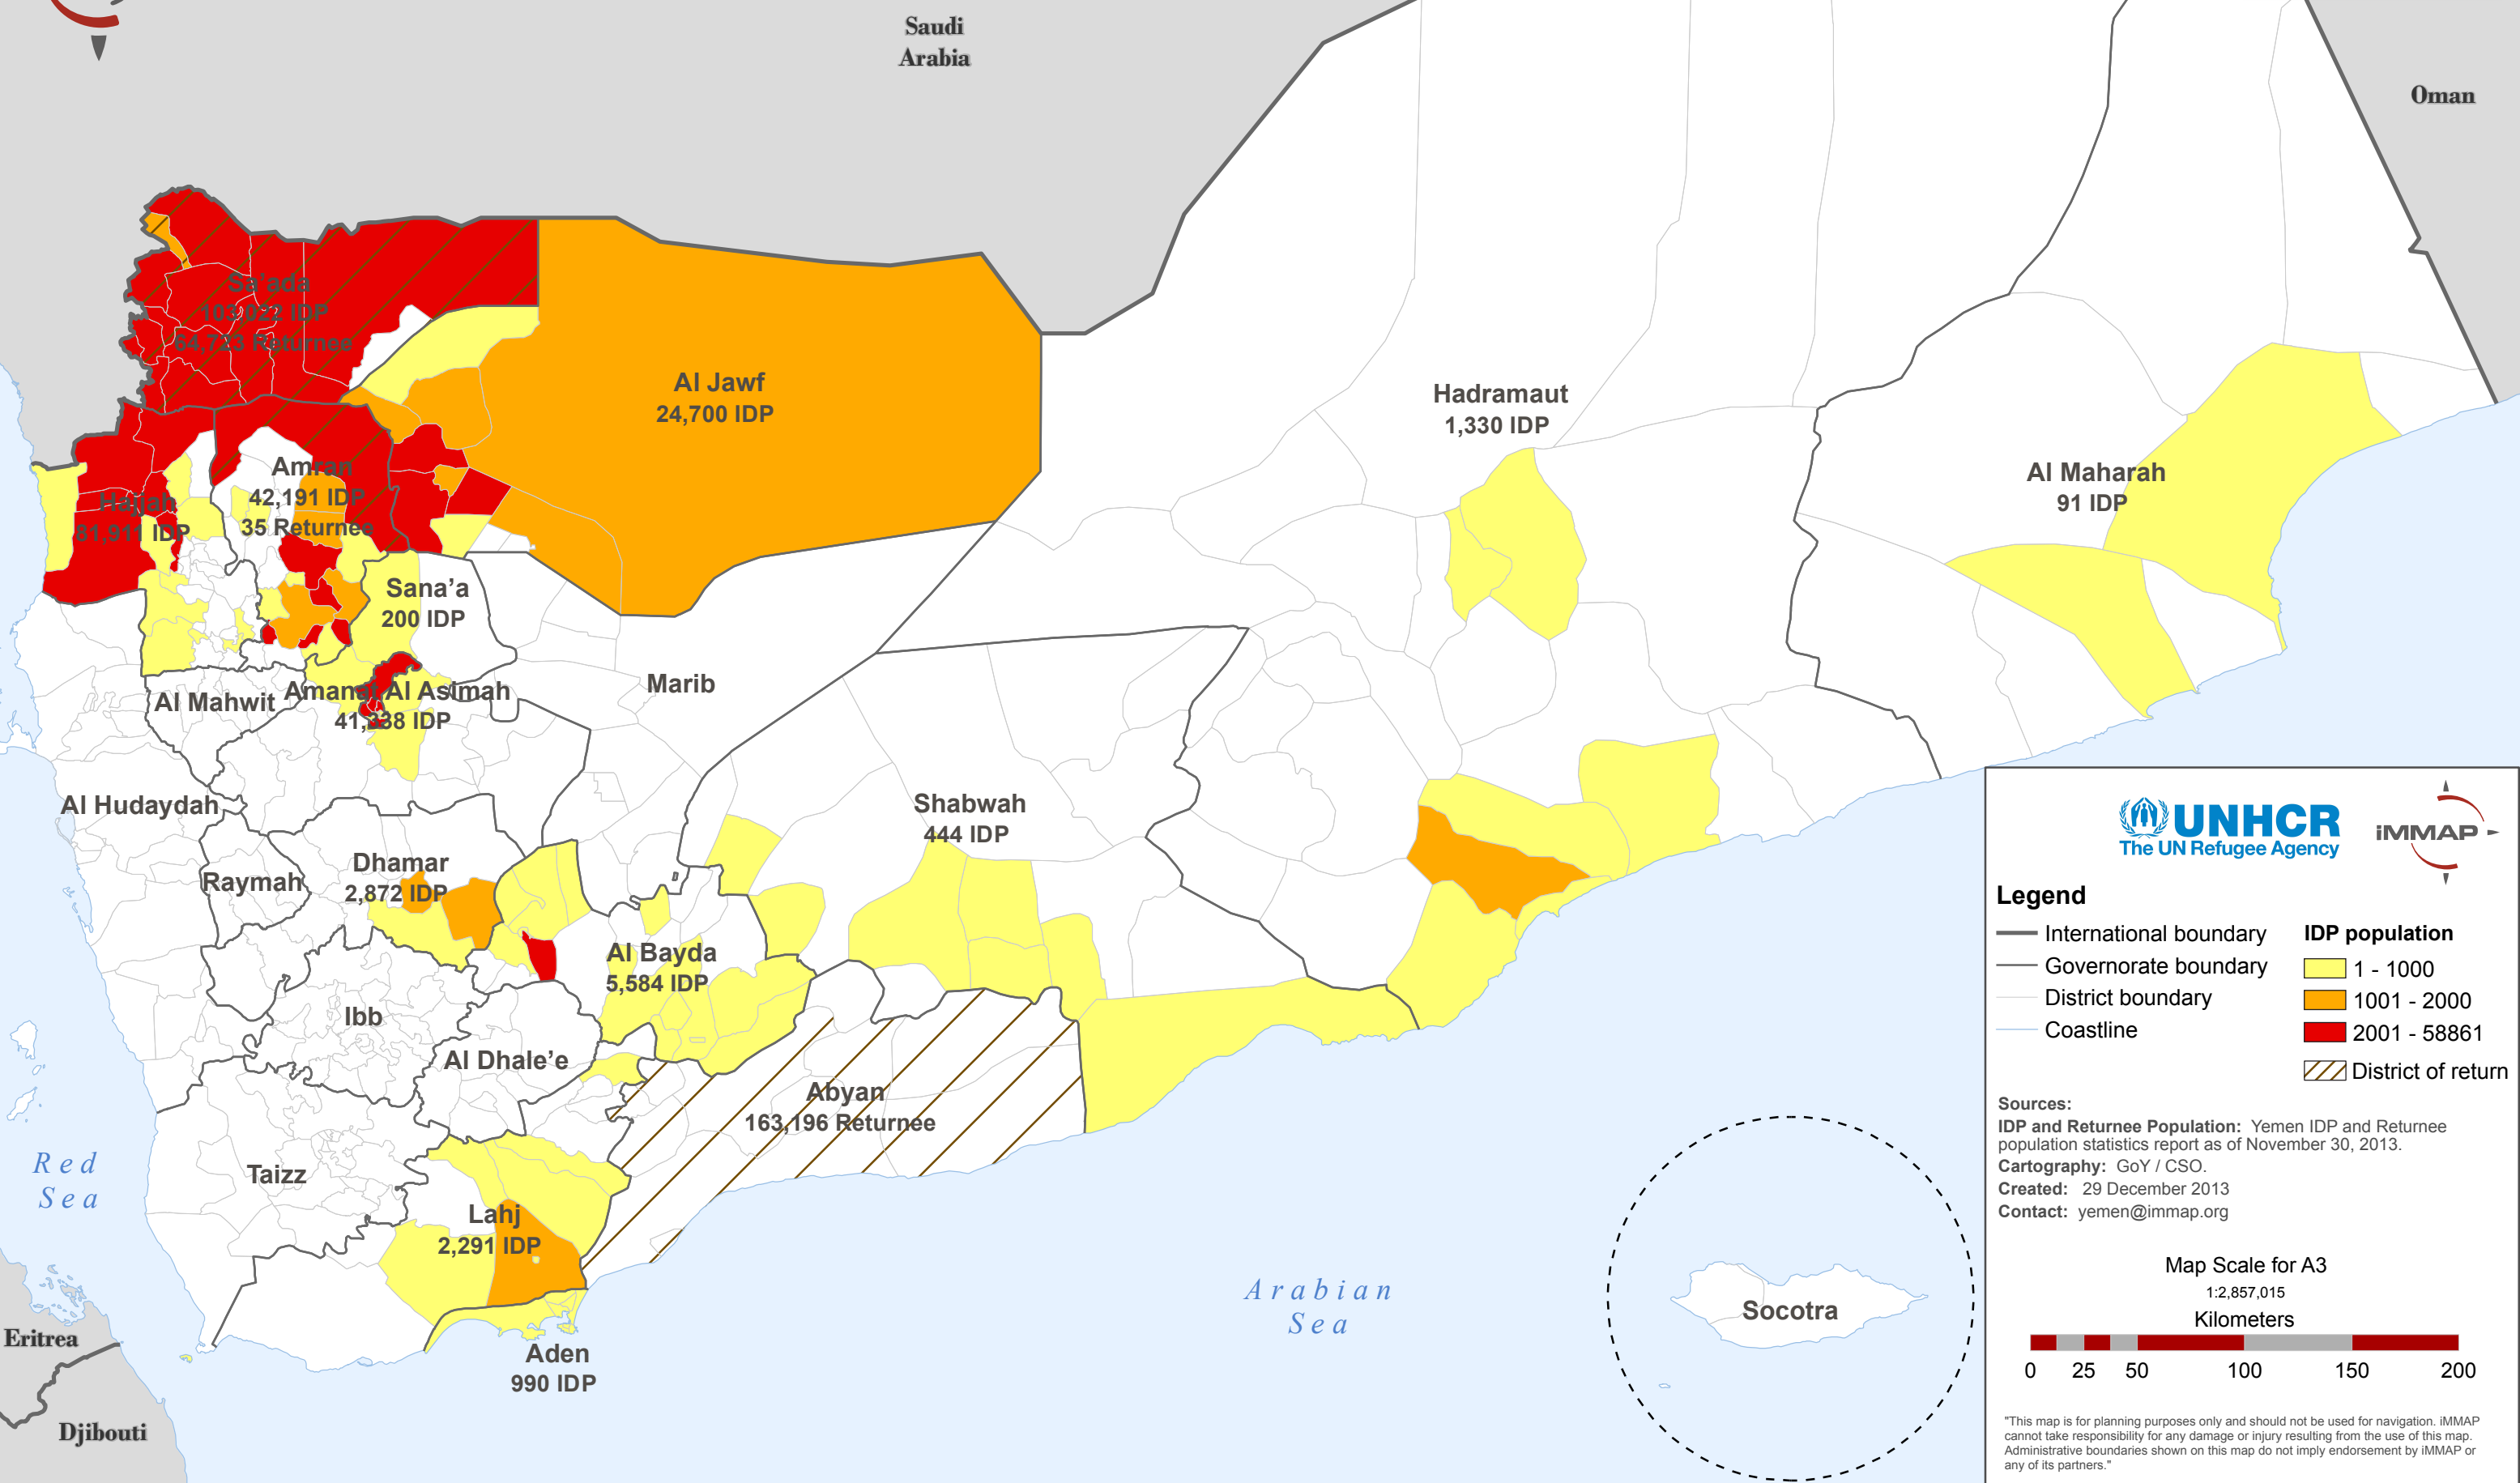 Saudi
Arabia
Oman
Sa'ada
103,022 IDP
64,723 Returnee
Al Jawf
24,700 IDP
Hadramaut
1,330 IDP
Al Maharah
91 IDP
Amran
42,191 IDP
35 Returnee
Hajjah
81,911 IDP
Sana'a
200 IDP
Marib
Al Mahwit
Amanat Al Asimah
41,238 IDP
Al Hudaydah
Shabwah
444 IDP
Dhamar
2,872 IDP
Raymah
Al Bayda
5,584 IDP
Ibb
Al Dhale'e
Abyan
163,196 Returnee
Taizz
Lahj
2,291 IDP
Aden
990 IDP
Red
Sea
Arabian
Sea
Socotra
Eritrea
Djibouti
UNHCR
The UN Refugee Agency
iMMAP
Legend
International boundary
Governorate boundary
District boundary
Coastline
IDP population
1 - 1000
1001 - 2000
2001 - 58861
District of return
Sources:
IDP and Returnee Population: Yemen IDP and Returnee
population statistics report as of November 30, 2013.
Cartography: GoY / CSO.
Created: 29 December 2013
Contact: yemen@immap.org
Map Scale for A3
1:2,857,015
Kilometers
0 25 50 100 150 200
"This map is for planning purposes only and should not be used for navigation. iMMAP
cannot take responsibility for any damage or injury resulting from the use of this map.
Administrative boundaries shown on this map do not imply endorsement by iMMAP or
any of its partners."